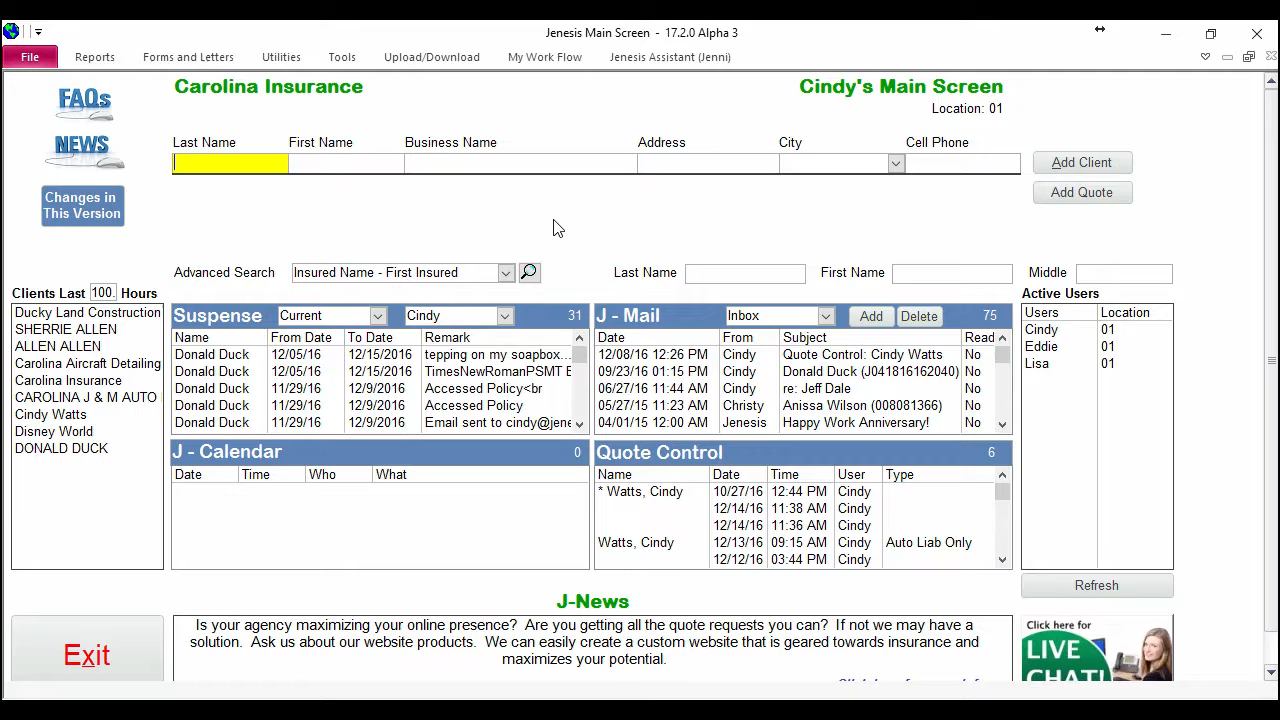 Jenesis Main Screen - 17.2.0 Alpha 3
File Reports Forms and Letters Utilities Tools Upload/Download My Work Flow Jenesis Assistant (Jenni)
FAQs
NEWS
Changes in
This Version
Carolina Insurance
Cindy's Main Screen
Location: 01
Last Name First Name Business Name Address City Cell Phone
Add Client
Add Quote
Advanced Search Insured Name - First Insured Last Name First Name Middle
Clients Last 100 Hours
Ducky Land Construction
SHERRIE ALLEN
ALLEN ALLEN
Carolina Aircraft Detailing
Carolina Insurance
CAROLINA J & M AUTO
Cindy Watts
Disney World
DONALD DUCK
Suspense Current Cindy 31
Name From Date To Date Remark
Donald Duck 12/05/16 12/15/2016 tepping on my soapbox...
Donald Duck 12/05/16 12/15/2016 TimesNewRomanPSMT E
Donald Duck 11/29/16 12/9/2016 Accessed Policy<br
Donald Duck 11/29/16 12/9/2016 Accessed Policy
Donald Duck 11/29/16 12/9/2016 Email sent to cindy@jene
J - Mail Inbox Add Delete 75
Date From Subject Read
12/08/16 12:26 PM Cindy Quote Control: Cindy Watts No
09/23/16 01:15 PM Cindy Donald Duck (J041816162040) No
06/27/16 11:44 AM Cindy re: Jeff Dale No
05/27/15 11:23 AM Christy Anissa Wilson (008081366) No
04/01/15 12:00 AM Jenesis Happy Work Anniversary! No
Active Users
Users Location
Cindy 01
Eddie 01
Lisa 01
J - Calendar 0
Date Time Who What
Quote Control 6
Name Date Time User Type
* Watts, Cindy 10/27/16 12:44 PM Cindy
12/14/16 11:38 AM Cindy
12/14/16 11:36 AM Cindy
Watts, Cindy 12/13/16 09:15 AM Cindy Auto Liab Only
12/12/16 03:44 PM Cindy
Refresh
J-News
Is your agency maximizing your online presence? Are you getting all the quote requests you can? If not we may have a
solution. Ask us about our website products. We can easily create a custom website that is geared towards insurance and
maximizes your potential.
Exit
Click here for
LIVE
CHAT!